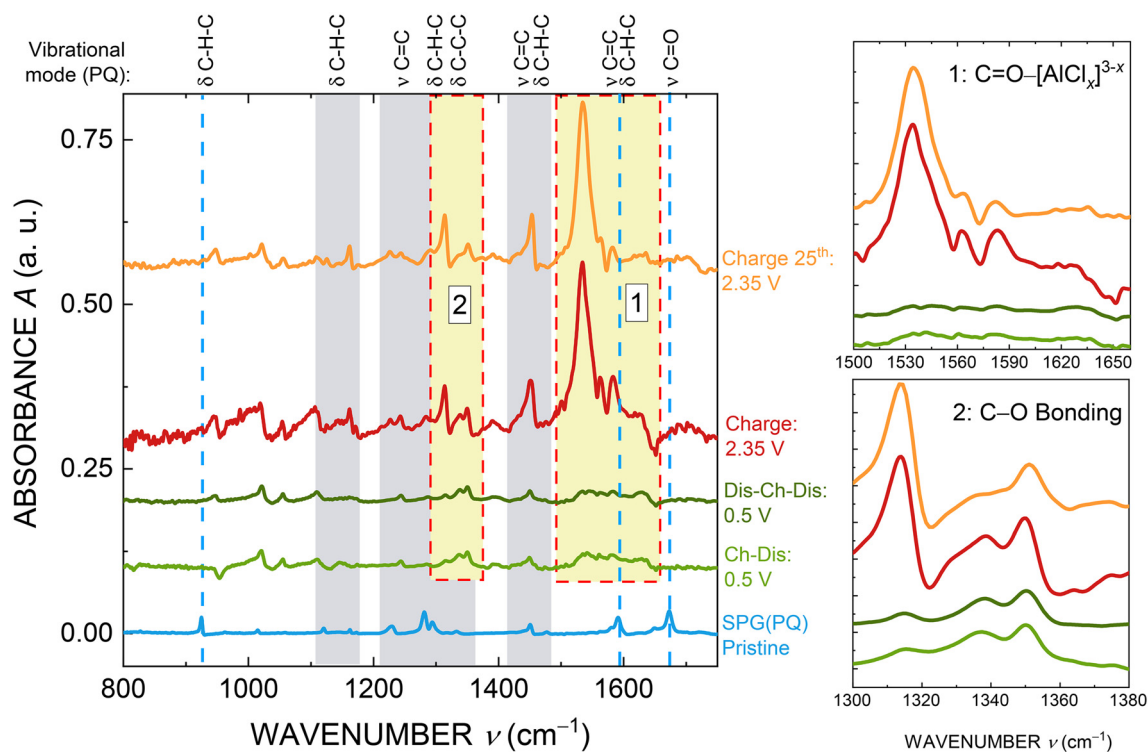 Vibrational
mode (PQ):
δ C-H-C
δ C-H-C
ν C=C
δ C-H-C
δ C-C-C
ν C=C
δ C-H-C
ν C=C
δ C-H-C
ν C=O
ABSORBANCE A (a. u.)
0.75
0.50
0.25
0.00
2
1
Charge 25th:
2.35 V
Charge:
2.35 V
Dis-Ch-Dis:
0.5 V
Ch-Dis:
0.5 V
SPG(PQ)
Pristine
800 1000 1200 1400 1600
WAVENUMBER ν (cm⁻¹)
1: C=O–[AlClₓ]³⁻ˣ
1500 1530 1560 1590 1620 1650
2: C–O Bonding
1300 1320 1340 1360 1380
WAVENUMBER ν (cm⁻¹)